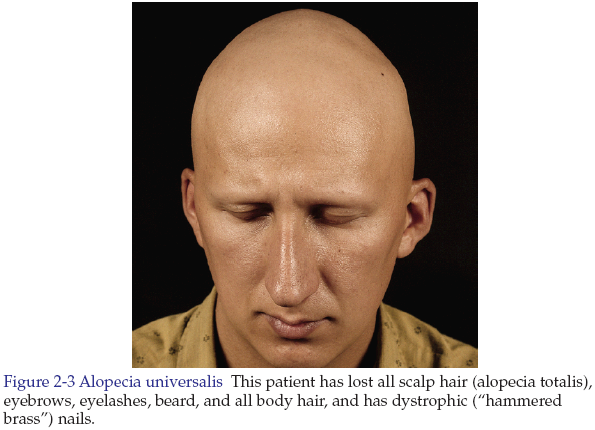 Figure 2-3 Alopecia universalis This patient has lost all scalp hair (alopecia totalis),
eyebrows, eyelashes, beard, and all body hair, and has dystrophic (“hammered
brass”) nails.